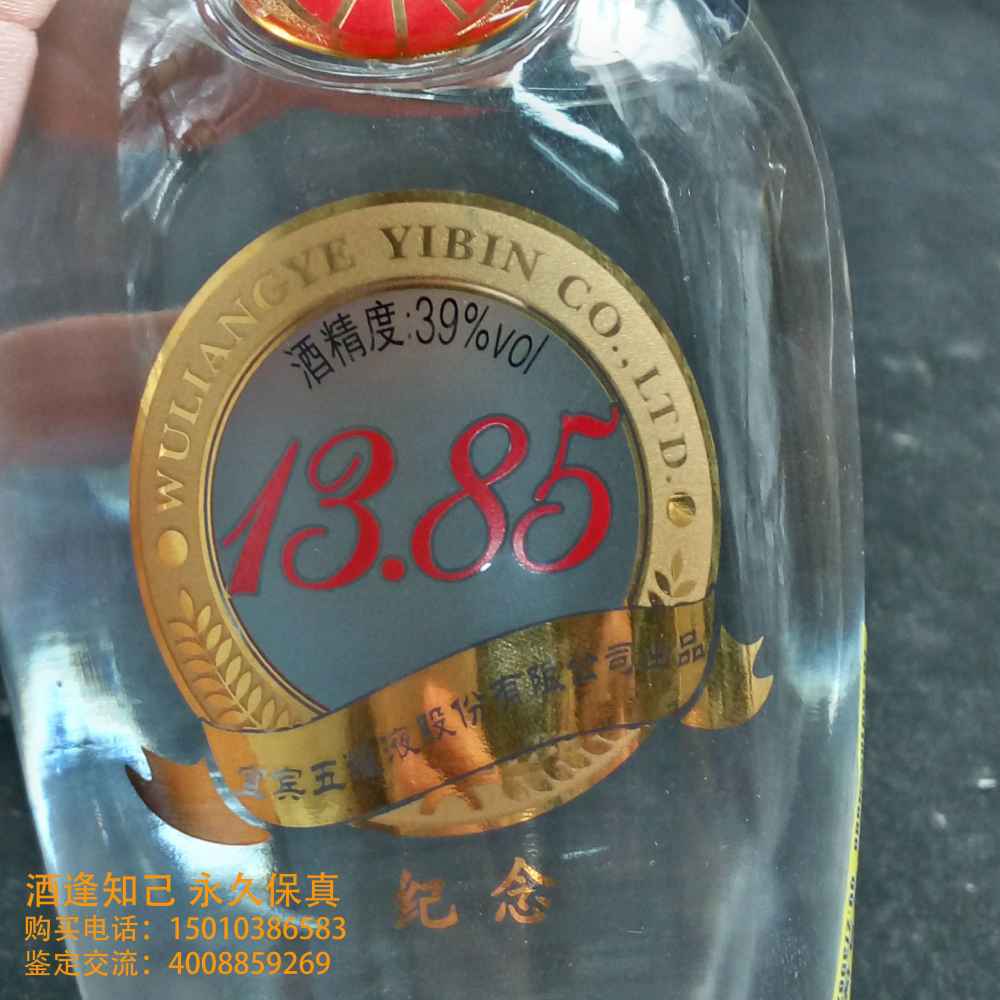 WULIANGYE YIBIN CO., LTD.
酒精度:39%vol
13.85
宜宾五粮液股份有限公司出品
纪念
酒逢知己 永久保真
购买电话：15010386583
鉴定交流：4008859269